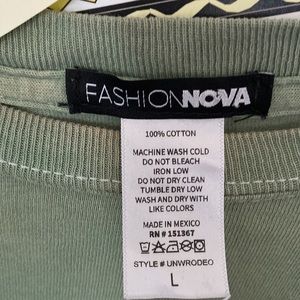 FASHIONNOVA
100% COTTON
MACHINE WASH COLD
DO NOT BLEACH
IRON LOW
DO NOT DRY CLEAN
TUMBLE DRY LOW
WASH AND DRY WITH
LIKE COLORS
MADE IN MEXICO
RN # 151367
STYLE # UNWRODEO
L